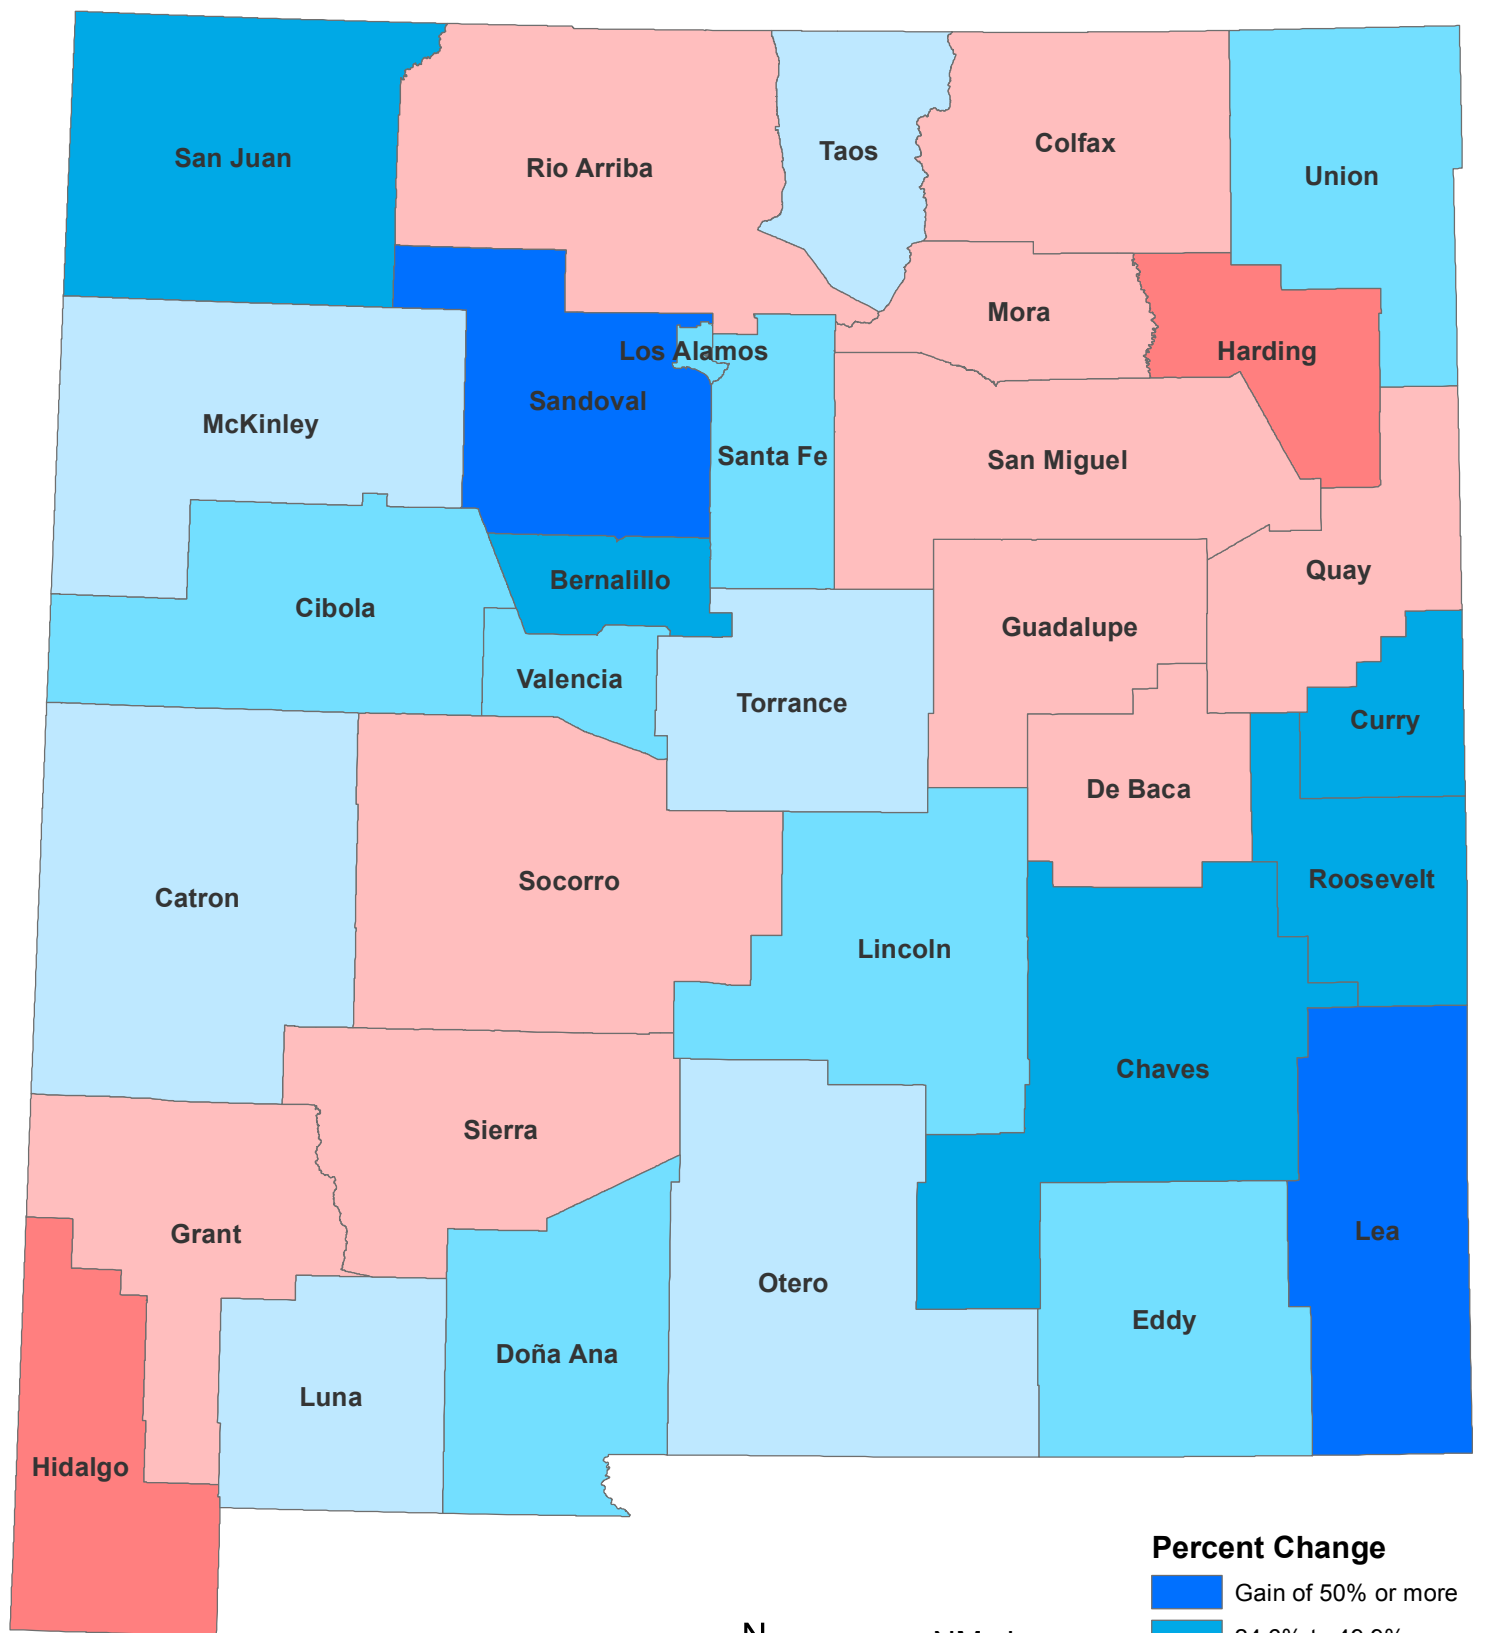 San Juan
Rio Arriba
Taos
Colfax
Union
Mora
Harding
Los Alamos
Sandoval
McKinley
Santa Fe
San Miguel
Bernalillo
Quay
Cibola
Guadalupe
Valencia
Torrance
Curry
De Baca
Socorro
Roosevelt
Catron
Lincoln
Chaves
Sierra
Grant
Lea
Otero
Eddy
Doña Ana
Luna
Hidalgo
Percent Change
Gain of 50% or more
N